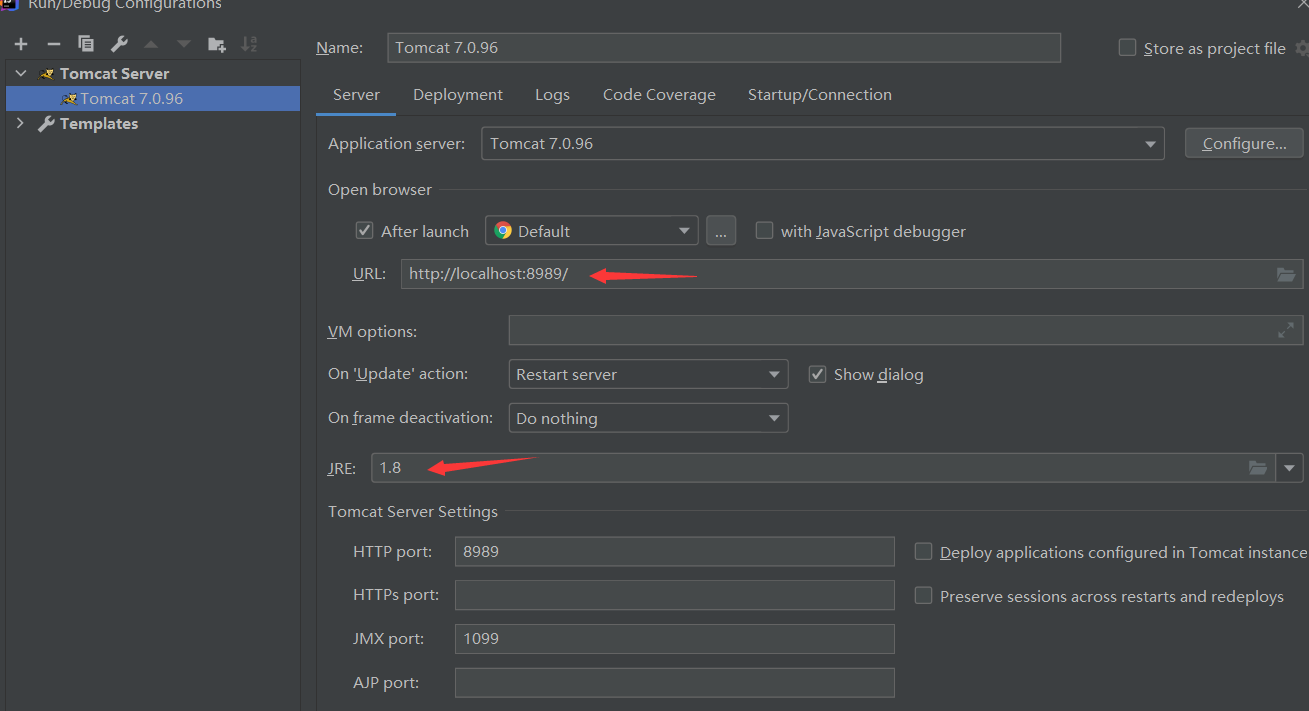 Run/Debug Configurations
Name: Tomcat 7.0.96 Store as project file
Tomcat Server
Tomcat 7.0.96
Templates
Server Deployment Logs Code Coverage Startup/Connection
Application server: Tomcat 7.0.96 Configure...
Open browser
After launch Default ... with JavaScript debugger
URL: http://localhost:8989/
VM options:
On 'Update' action: Restart server Show dialog
On frame deactivation: Do nothing
JRE: 1.8
Tomcat Server Settings
HTTP port: 8989 Deploy applications configured in Tomcat instance
HTTPs port: Preserve sessions across restarts and redeploys
JMX port: 1099
AJP port: